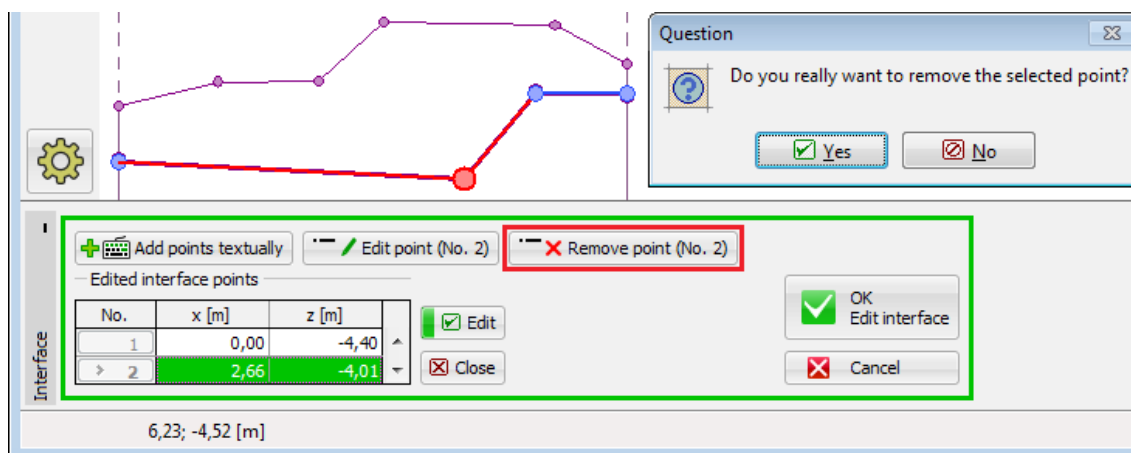 Question
Do you really want to remove the selected point?
Yes
No
Add points textually
Edit point (No. 2)
Remove point (No. 2)
Edited interface points
No. x [m] z [m]
1 0,00 -4,40
2 2,66 -4,01
Edit
Close
OK
Edit interface
Cancel
Interface
6,23; -4,52 [m]